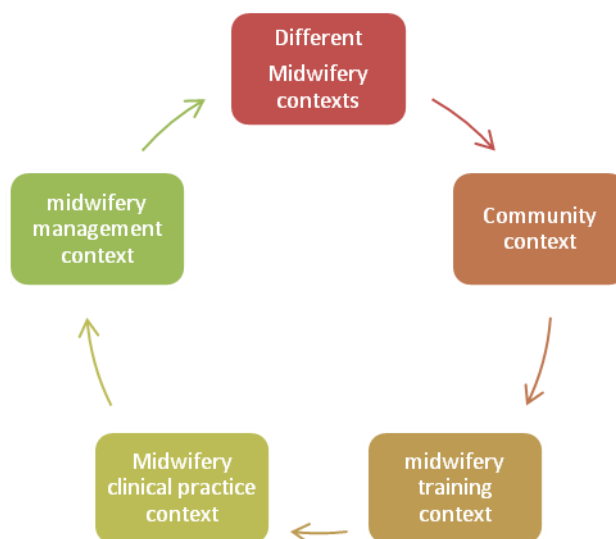 Different
Midwifery
contexts
Community
context
midwifery
training
context
Midwifery
clinical practice
context
midwifery
management
context